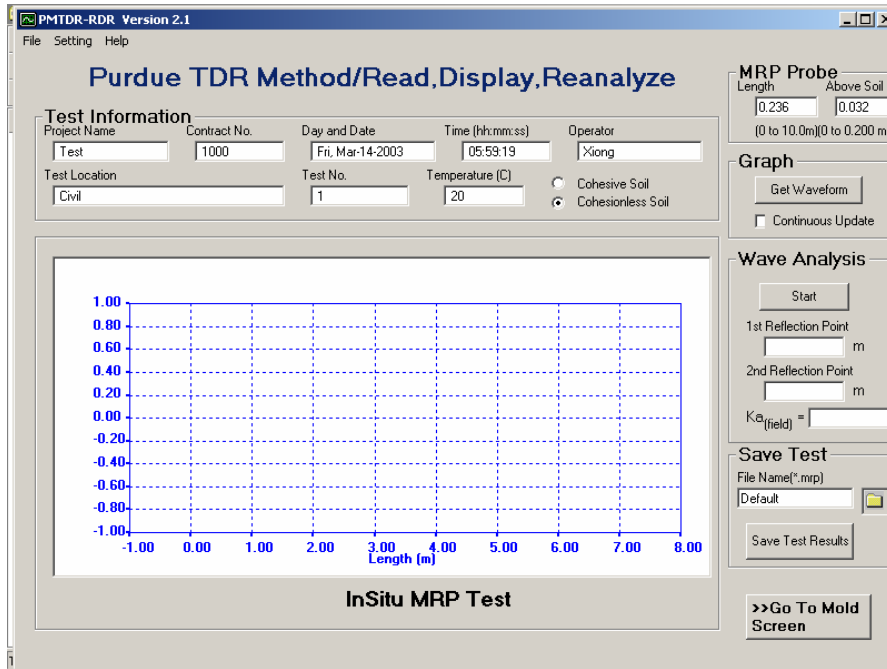 PMTDR-RDR Version 2.1
File Setting Help
Purdue TDR Method/Read,Display,Reanalyze
Test Information
Project Name Contract No. Day and Date Time (hh:mm:ss) Operator
Test 1000 Fri, Mar-14-2003 05:59:19 Xiong
Test Location Test No. Temperature (C)
Civil 1 20
Cohesive Soil
Cohesionless Soil
1.00
0.80
0.60
0.40
0.20
0.00
-0.20
-0.40
-0.60
-0.80
-1.00
-1.00 0.00 1.00 2.00 3.00 4.00 5.00 6.00 7.00 8.00
Length (m)
InSitu MRP Test
MRP Probe
Length Above Soil
0.236 0.032
(0 to 10.0m)(0 to 0.200 m
Graph
Get Waveform
Continuous Update
Wave Analysis
Start
1st Reflection Point
m
2nd Reflection Point
m
Ka(field) =
Save Test
File Name(*.mrp)
Default
Save Test Results
>>Go To Mold
Screen